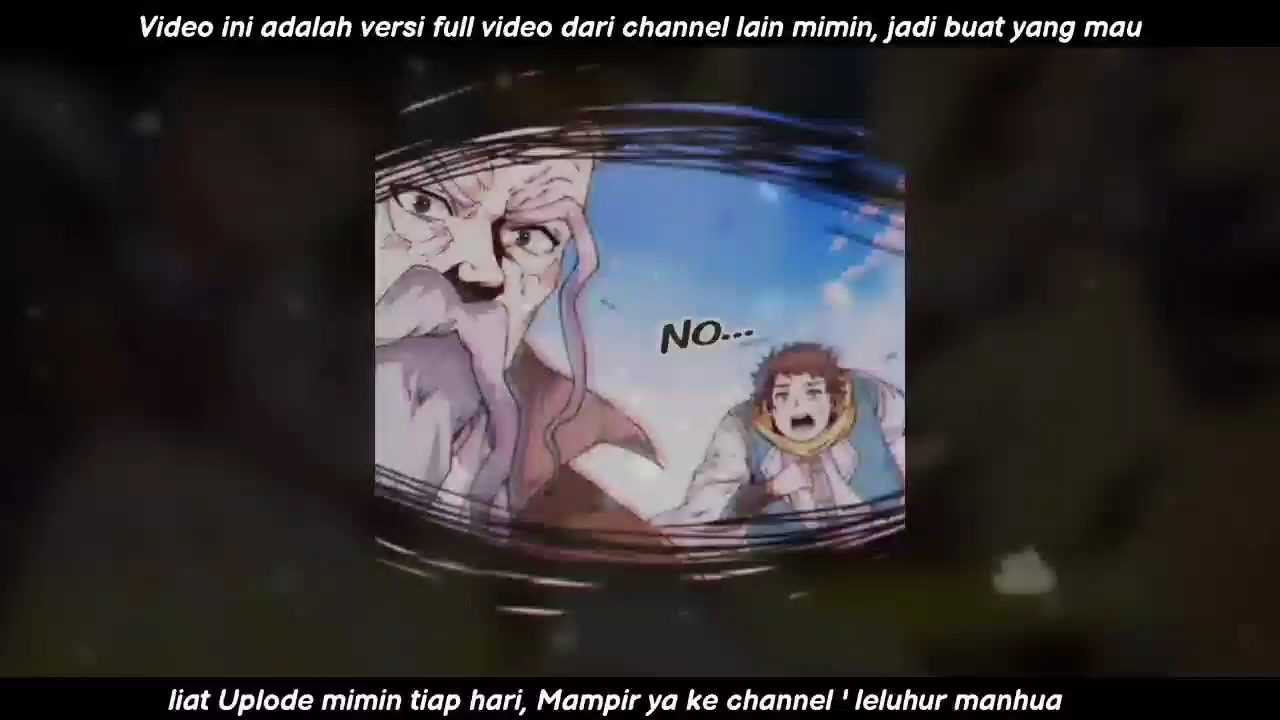 Video ini adalah versi full video dari channel lain mimin, jadi buat yang mau
NO...
liat Uplode mimin tiap hari, Mampir ya ke channel ' leluhur manhua